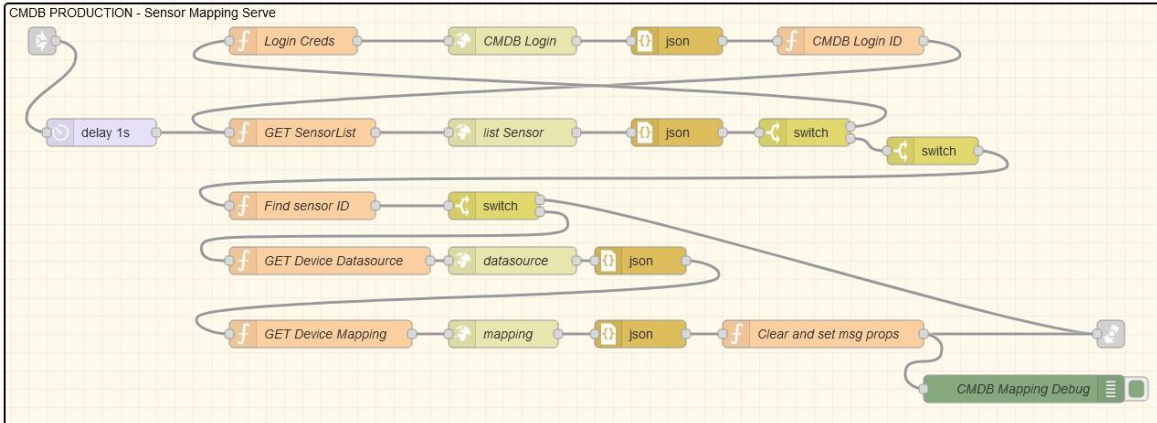 CMDB PRODUCTION - Sensor Mapping Serve
Login Creds
CMDB Login
json
CMDB Login ID
delay 1s
GET SensorList
list Sensor
json
switch
switch
Find sensor ID
switch
GET Device Datasource
datasource
json
GET Device Mapping
mapping
json
Clear and set msg props
CMDB Mapping Debug